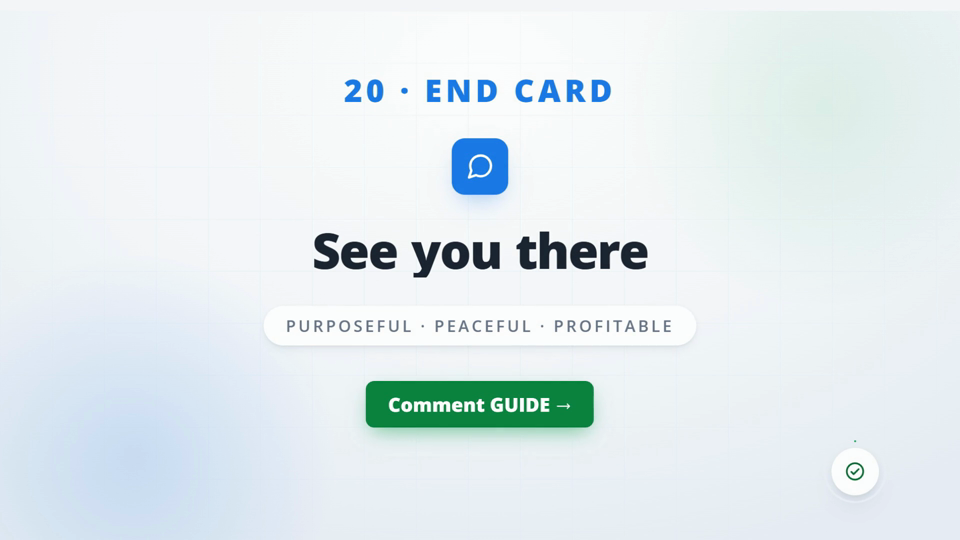 20 · END CARD
See you there
PURPOSEFUL · PEACEFUL · PROFITABLE
Comment GUIDE →